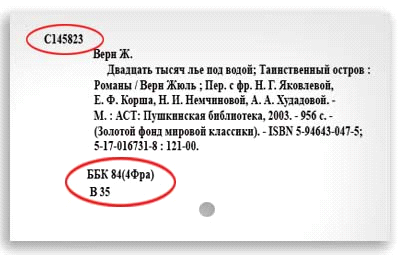 С145823
Верн Ж.
Двадцать тысяч лье под водой; Таинственный остров :
Романы / Верн Жюль ; Пер. с фр. Н. Г. Яковлевой,
Е. Ф. Корша, Н. И. Немчиновой, А. А. Худадовой. -
М. : АСТ: Пушкинская библиотека, 2003. - 956 с. -
(Золотой фонд мировой классики). - ISBN 5-94643-047-5;
5-17-016731-8 : 121-00.
ББК 84(4Фра)
В 35